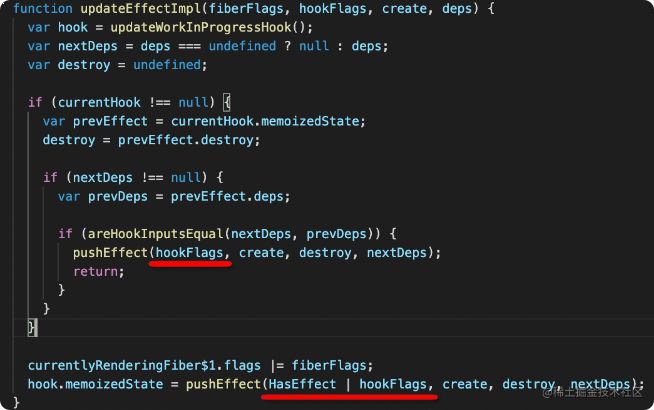 function updateEffectImpl(fiberFlags, hookFlags, create, deps) {
  var hook = updateWorkInProgressHook();
  var nextDeps = deps === undefined ? null : deps;
  var destroy = undefined;

  if (currentHook !== null) {
    var prevEffect = currentHook.memoizedState;
    destroy = prevEffect.destroy;

    if (nextDeps !== null) {
      var prevDeps = prevEffect.deps;

      if (areHookInputsEqual(nextDeps, prevDeps)) {
        pushEffect(hookFlags, create, destroy, nextDeps);
        return;
      }
    }
  }

  currentlyRenderingFiber$1.flags |= fiberFlags;
  hook.memoizedState = pushEffect(HasEffect | hookFlags, create, destroy, nextDeps);
}
@稀土掘金技术社区